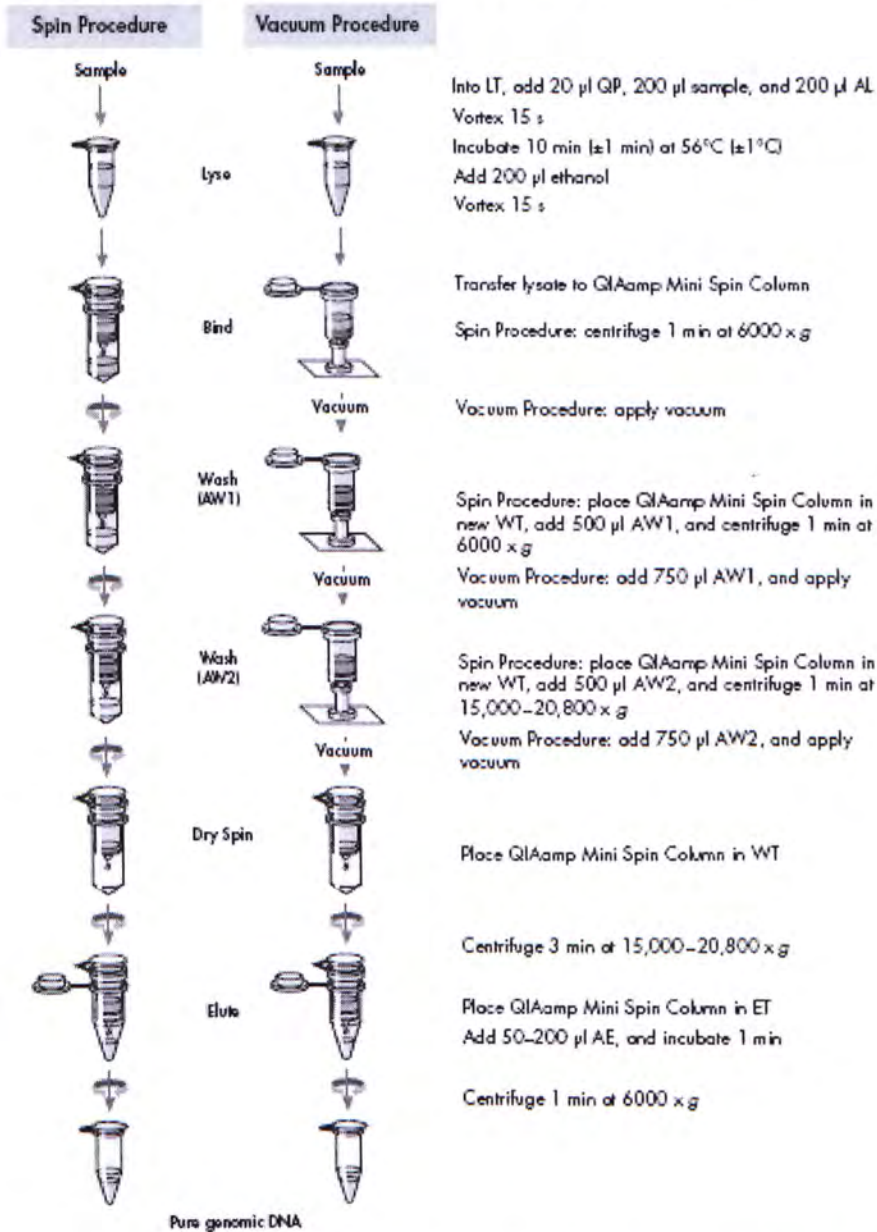 Spin Procedure
Vacuum Procedure
Sample
Sample
Into LT, add 20 µl QP, 200 µl sample, and 200 µl AL
Vortex 15 s
Incubate 10 min (±1 min) at 56°C (±1°C)
Lyse
Add 200 µl ethanol
Vortex 15 s
Transfer lysate to QIAamp Mini Spin Column
Bind
Spin Procedure: centrifuge 1 min at 6000 x g
Vacuum
Vacuum Procedure: apply vacuum
Wash
(AW1)
Spin Procedure: place QIAamp Mini Spin Column in
new WT, add 500 µl AW1, and centrifuge 1 min at
6000 x g
Vacuum
Vacuum Procedure: add 750 µl AW1, and apply
vacuum
Wash
(AW2)
Spin Procedure: place QIAamp Mini Spin Column in
new WT, add 500 µl AW2, and centrifuge 1 min at
15,000–20,800 x g
Vacuum
Vacuum Procedure: add 750 µl AW2, and apply
vacuum
Dry Spin
Place QIAamp Mini Spin Column in WT
Centrifuge 3 min at 15,000–20,800 x g
Elute
Place QIAamp Mini Spin Column in ET
Add 50–200 µl AE, and incubate 1 min
Centrifuge 1 min at 6000 x g
Pure genomic DNA